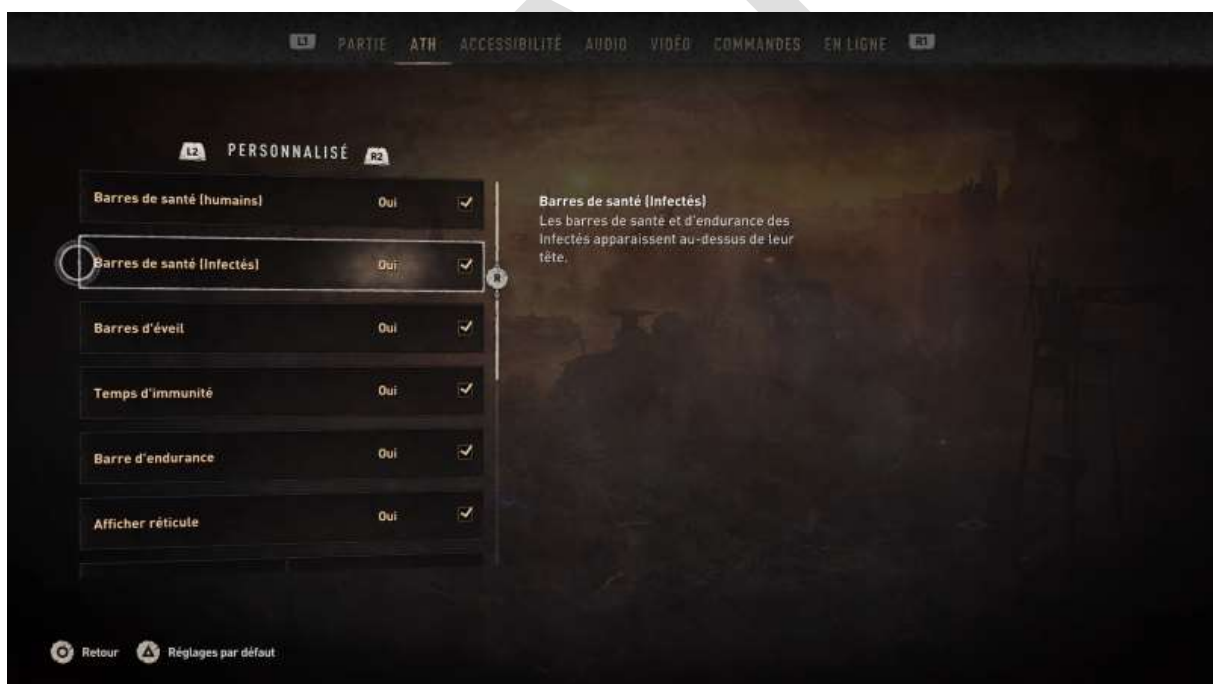 L1 PARTIE ATH ACCESSIBILITÉ AUDIO VIDÉO COMMANDES EN LIGNE R1
L2 PERSONNALISÉ R2
Barres de santé (humains) Oui
Barres de santé (Infectés) Oui
Barres d'éveil Oui
Temps d'immunité Oui
Barre d'endurance Oui
Afficher réticule Oui
R
Barres de santé (Infectés)
Les barres de santé et d'endurance des
Infectés apparaissent au-dessus de leur
tête.
Retour Réglages par défaut